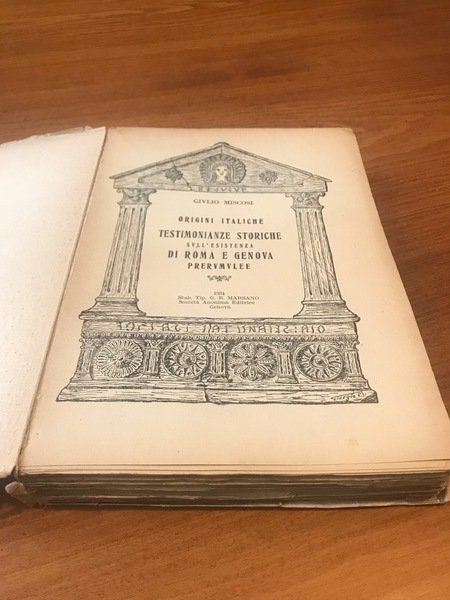 GIVLIO MISCOSI
ORIGINI ITALICHE
TESTIMONIANZE STORICHE
SVLL'ESISTENZA
DI ROMA E GENOVA
PRERVMVLEE
1934
Stab. Tip. G. B. MARSANO
Società Anonima Editrice
Genova